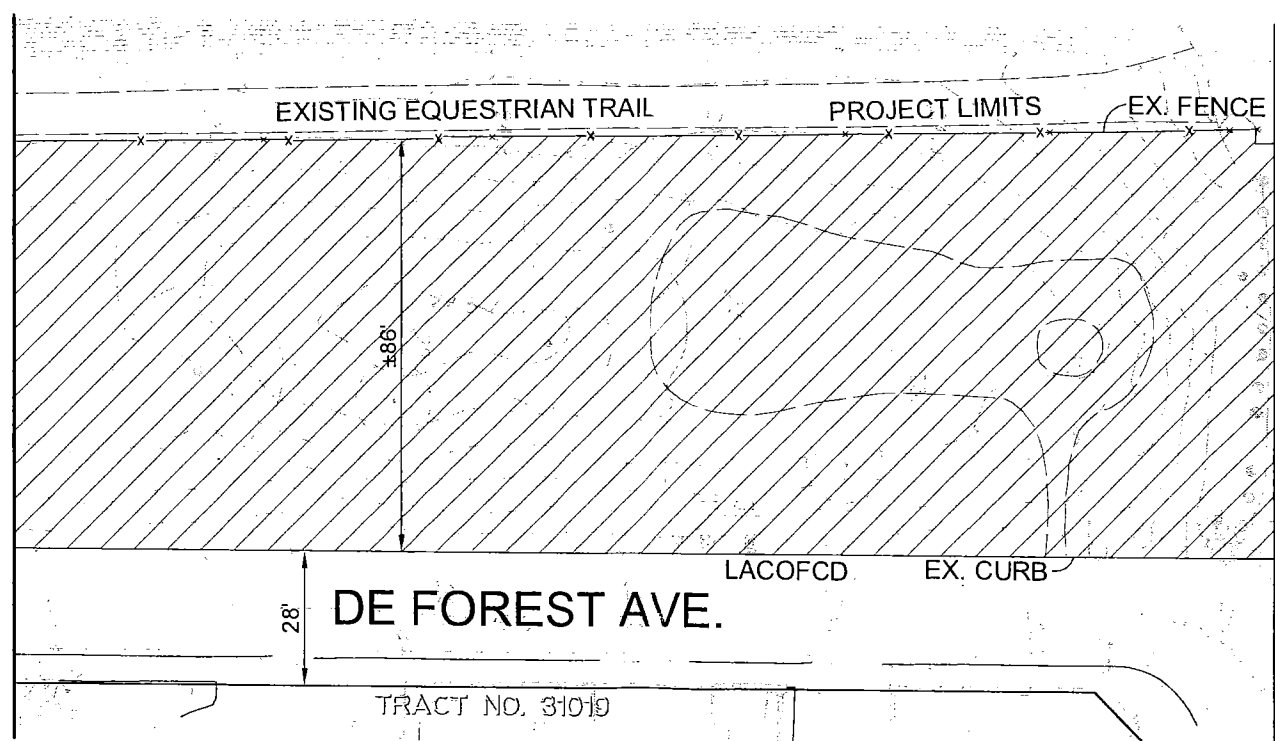 EXISTING EQUESTRIAN TRAIL
PROJECT LIMITS
EX. FENCE
±86'
LACOFCD
EX. CURB
28'
DE FOREST AVE.
TRACT NO. 31019